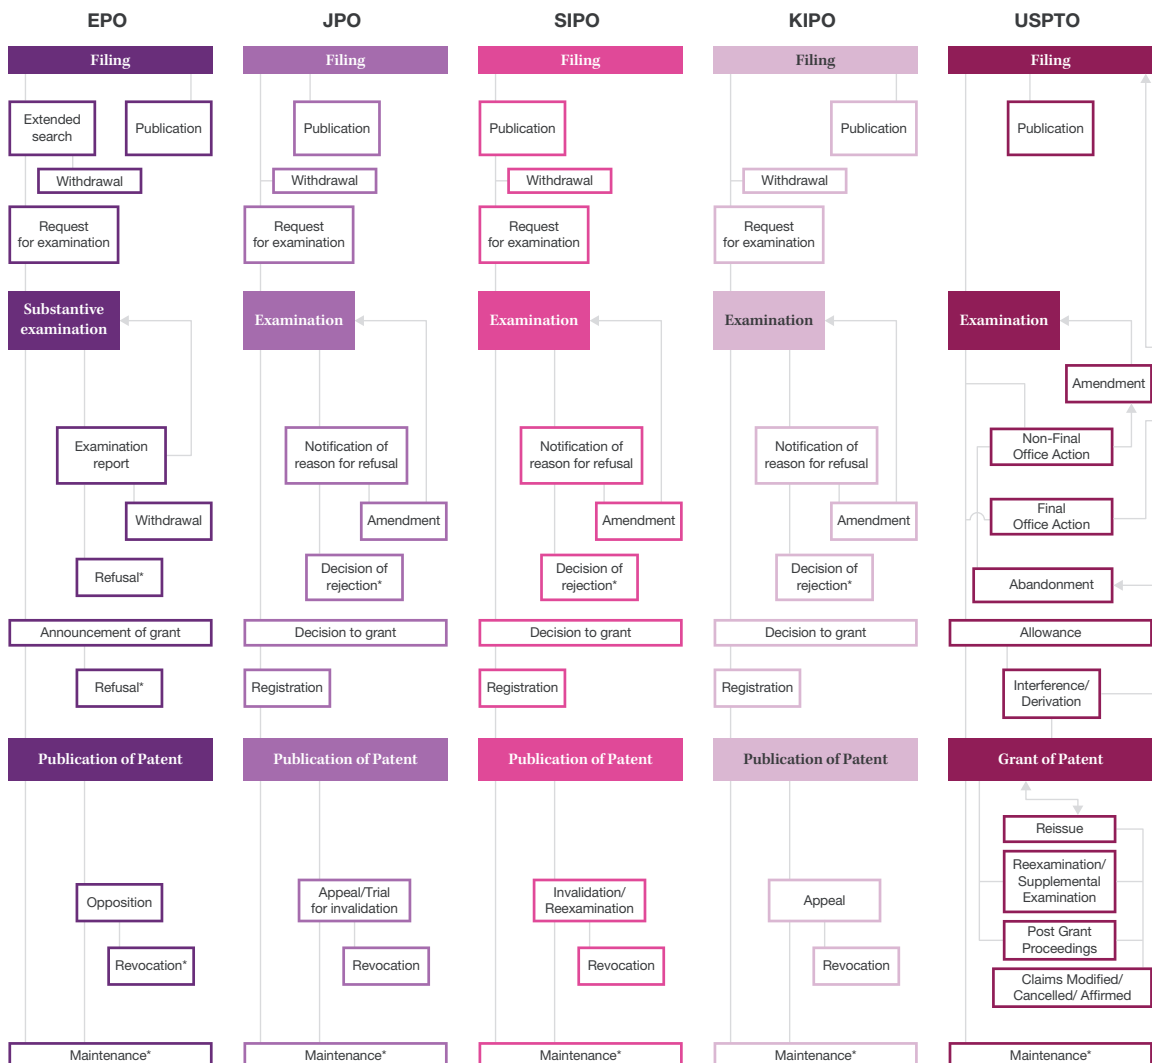 EPO
Filing
Extended
search
Publication
Withdrawal
Request
for examination
Substantive
examination
Examination
report
Withdrawal
Refusal*
Announcement of grant
Refusal*
Publication of Patent
Opposition
Revocation*
Maintenance*
JPO
Filing
Publication
Withdrawal
Request
for examination
Examination
Notification of
reason for refusal
Amendment
Decision of
rejection*
Decision to grant
Registration
Publication of Patent
Appeal/Trial
for invalidation
Revocation
Maintenance*
SIPO
Filing
Publication
Withdrawal
Request
for examination
Examination
Notification of
reason for refusal
Amendment
Decision of
rejection*
Decision to grant
Registration
Publication of Patent
Invalidation/
Reexamination
Revocation
Maintenance*
KIPO
Filing
Publication
Withdrawal
Request
for examination
Examination
Notification of
reason for refusal
Amendment
Decision of
rejection*
Decision to grant
Registration
Publication of Patent
Appeal
Revocation
Maintenance*
USPTO
Filing
Publication
Examination
Amendment
Non-Final
Office Action
Final
Office Action
Abandonment
Allowance
Interference/
Derivation
Grant of Patent
Reissue
Reexamination/
Supplemental
Examination
Post Grant
Proceedings
Claims Modified/
Cancelled/ Affirmed
Maintenance*